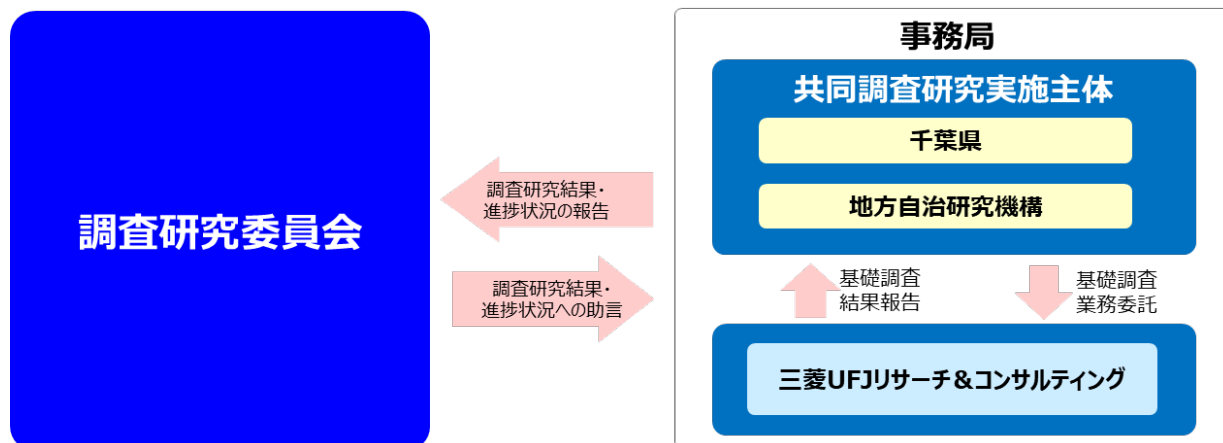 調査研究委員会
調査研究結果・
進捗状況の報告
調査研究結果・
進捗状況への助言
事務局
共同調査研究実施主体
千葉県
地方自治研究機構
基礎調査
結果報告
基礎調査
業務委託
三菱UFJリサーチ&コンサルティング